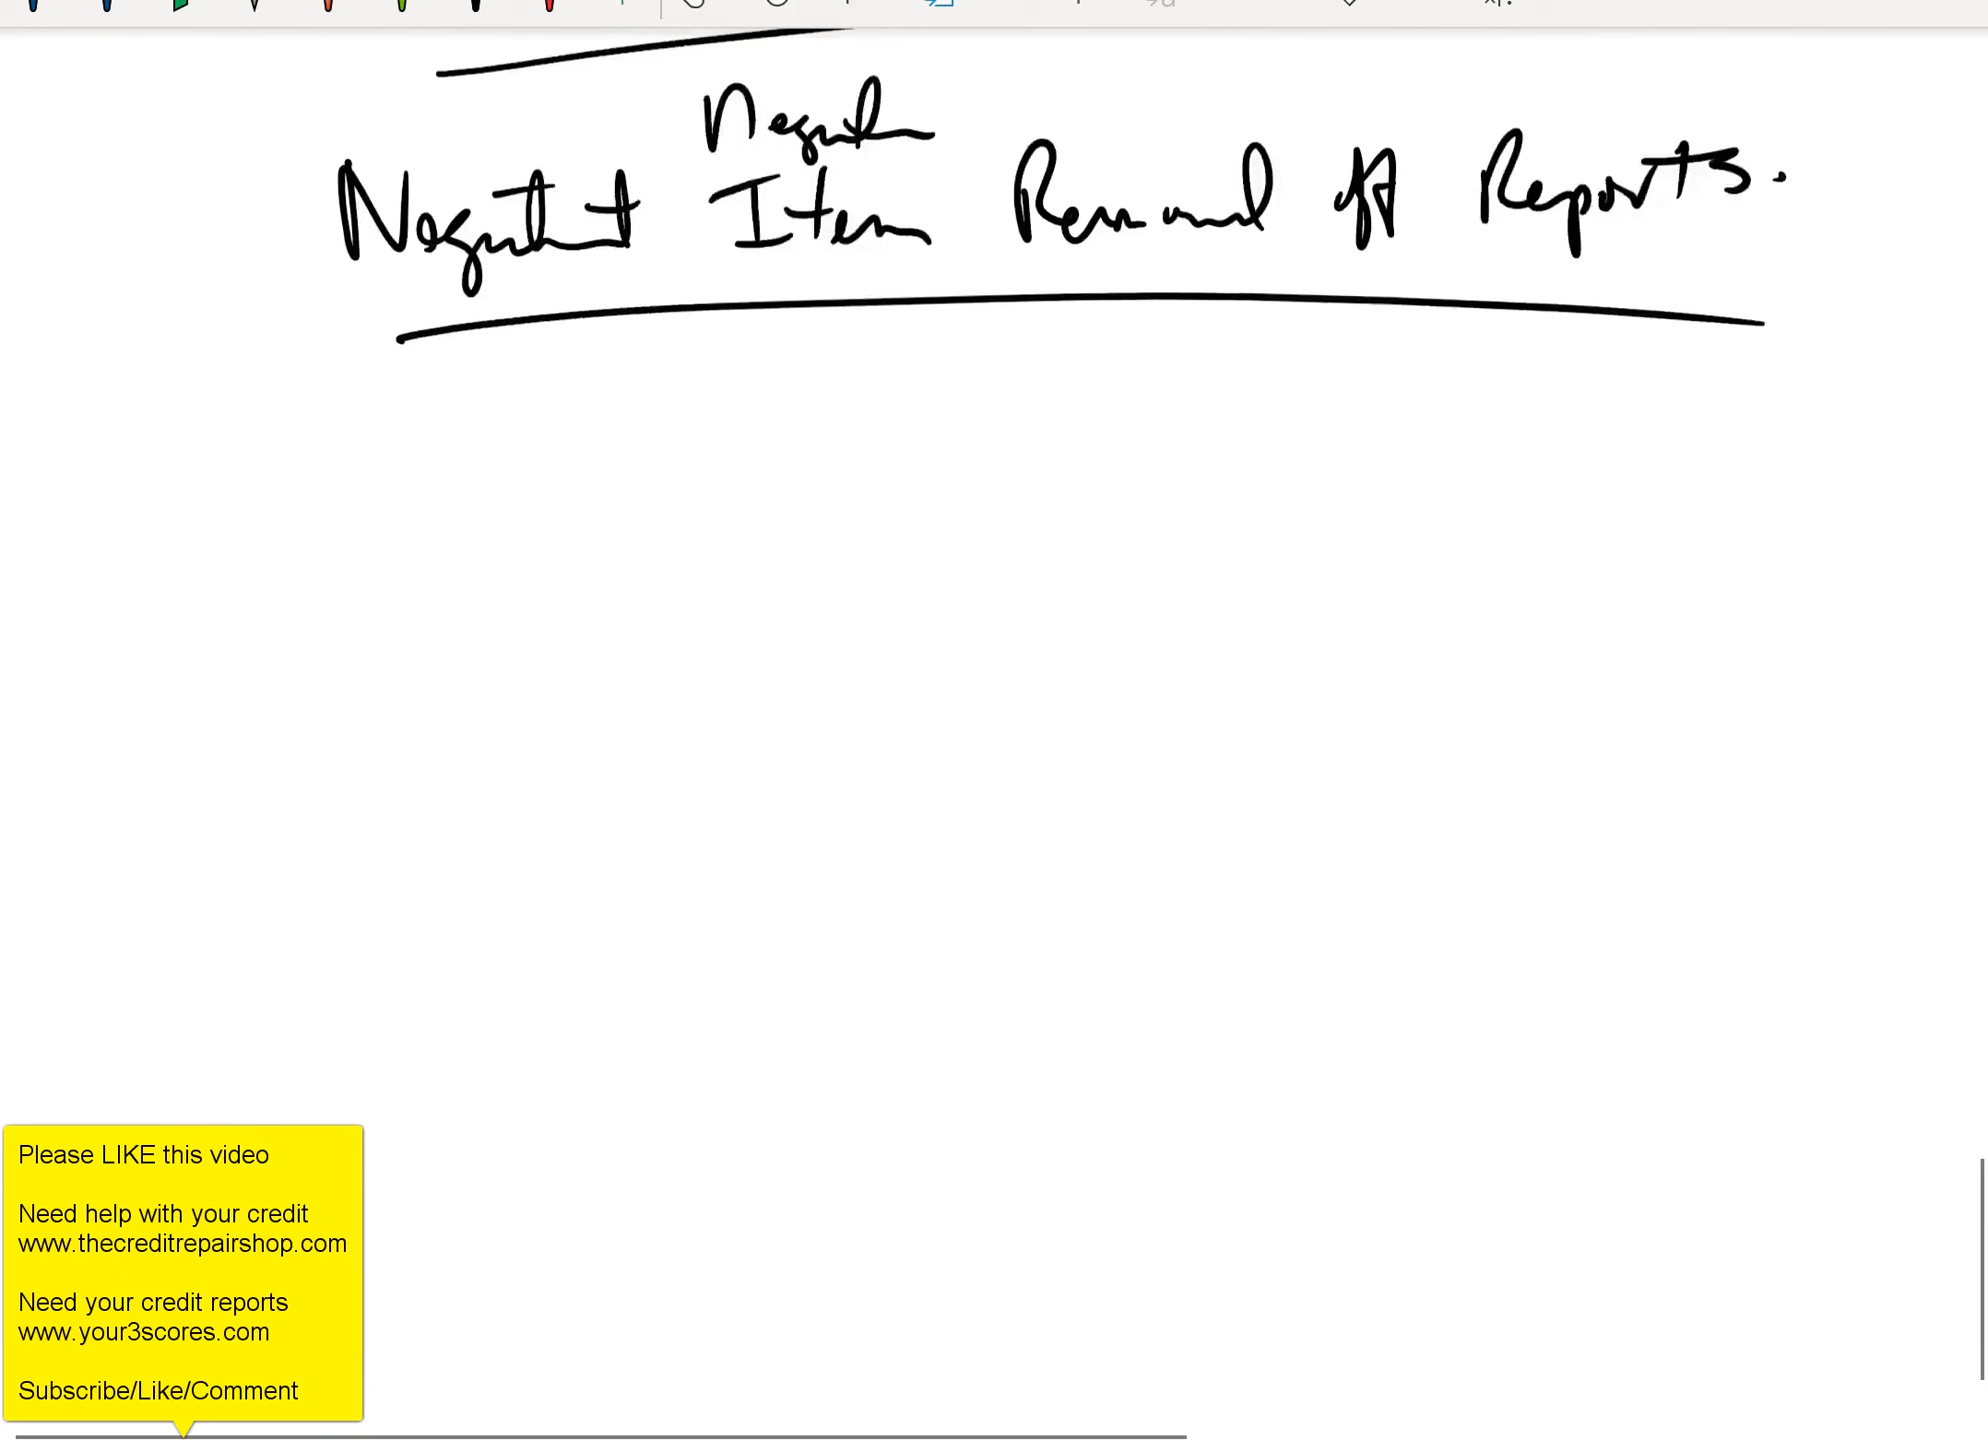 Negative
Negotiate Item Removal off Reports.
Please LIKE this video
Need help with your credit
www.thecreditrepairshop.com
Need your credit reports
www.your3scores.com
Subscribe/Like/Comment